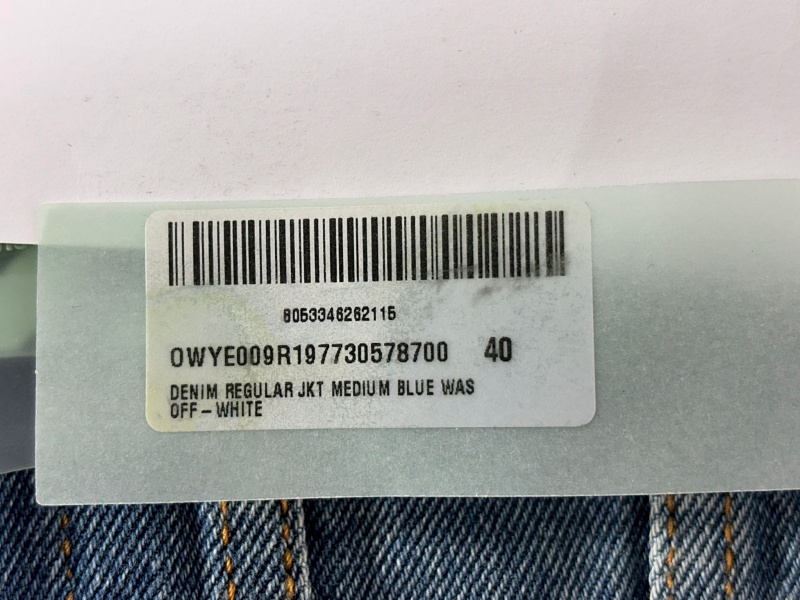 8053346262115
OWYE009R197730578700 40
DENIM REGULAR JKT MEDIUM BLUE WAS
OFF-WHITE